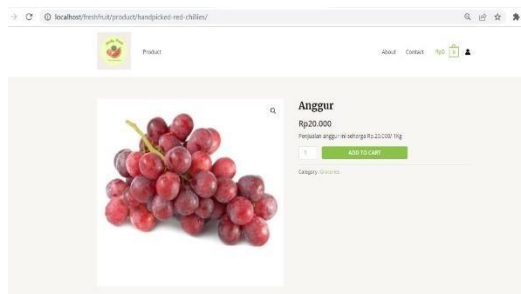 localhost/freshfruit/product/handpicked-red-chillies/
Product
About Contact Rp0 0
Anggur
Rp20.000
Penjualan anggur ini seharga Rp.20.000/ 1Kg
1 ADD TO CART
Category: Groceries